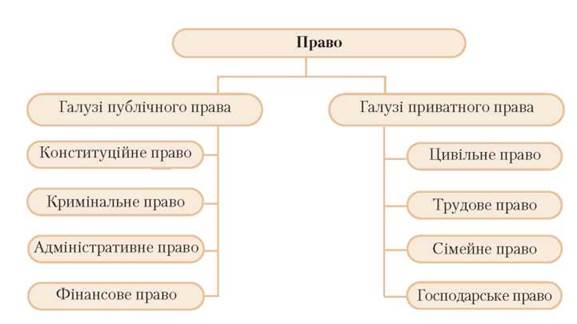 Право
Галузі публічного права
Галузі приватного права
Конституційне право
Цивільне право
Кримінальне право
Трудове право
Адміністративне право
Сімейне право
Фінансове право
Господарське право